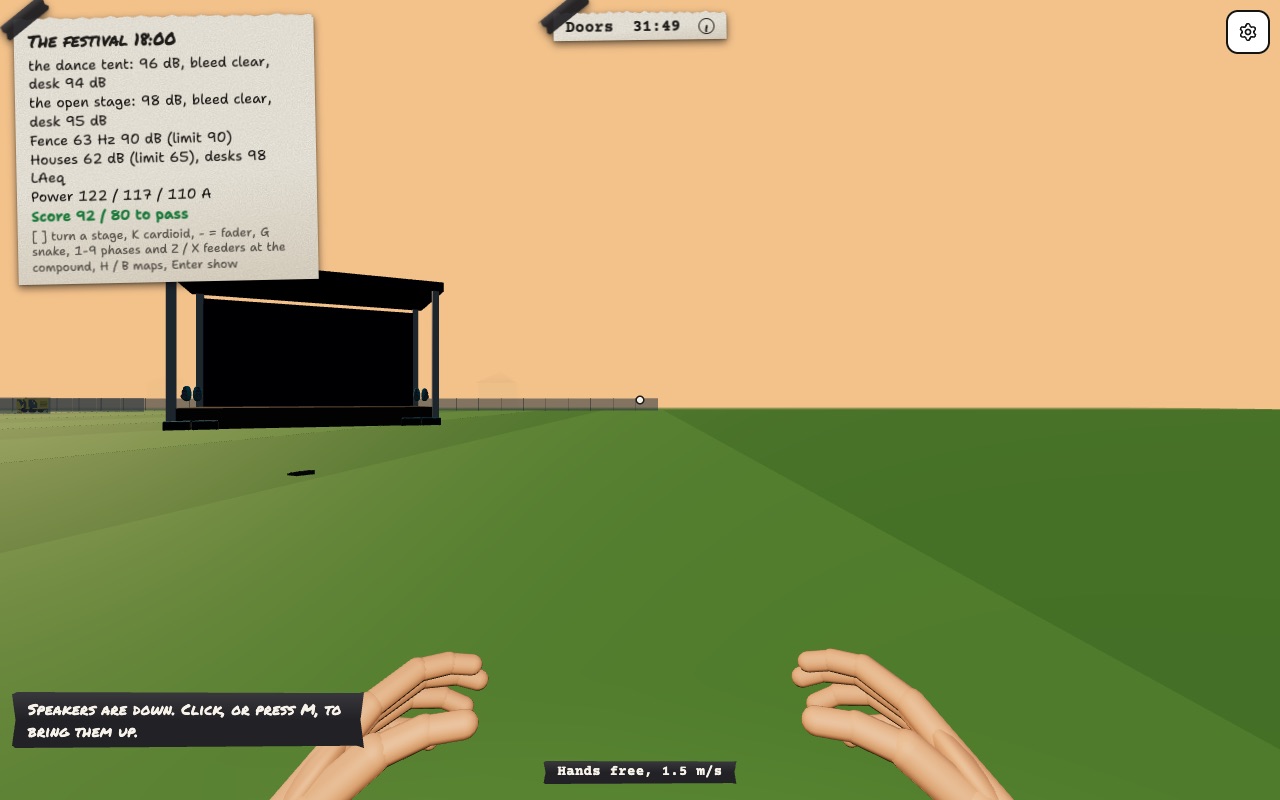 The festival 18:00
the dance tent: 96 dB, bleed clear,
desk 94 dB
the open stage: 98 dB, bleed clear,
desk 95 dB
Fence 63 Hz 90 dB (limit 90)
Houses 62 dB (limit 65), desks 98
LAeq
Power 122 / 117 / 110 A
Score 92 / 80 to pass
[ ] turn a stage, K cardioid, - = fader, G
snake, 1-9 phases and Z / X feeders at the
compound, H / B maps, Enter show
Doors 31:49
Speakers are down. Click, or press M, to
bring them up.
Hands free, 1.5 m/s